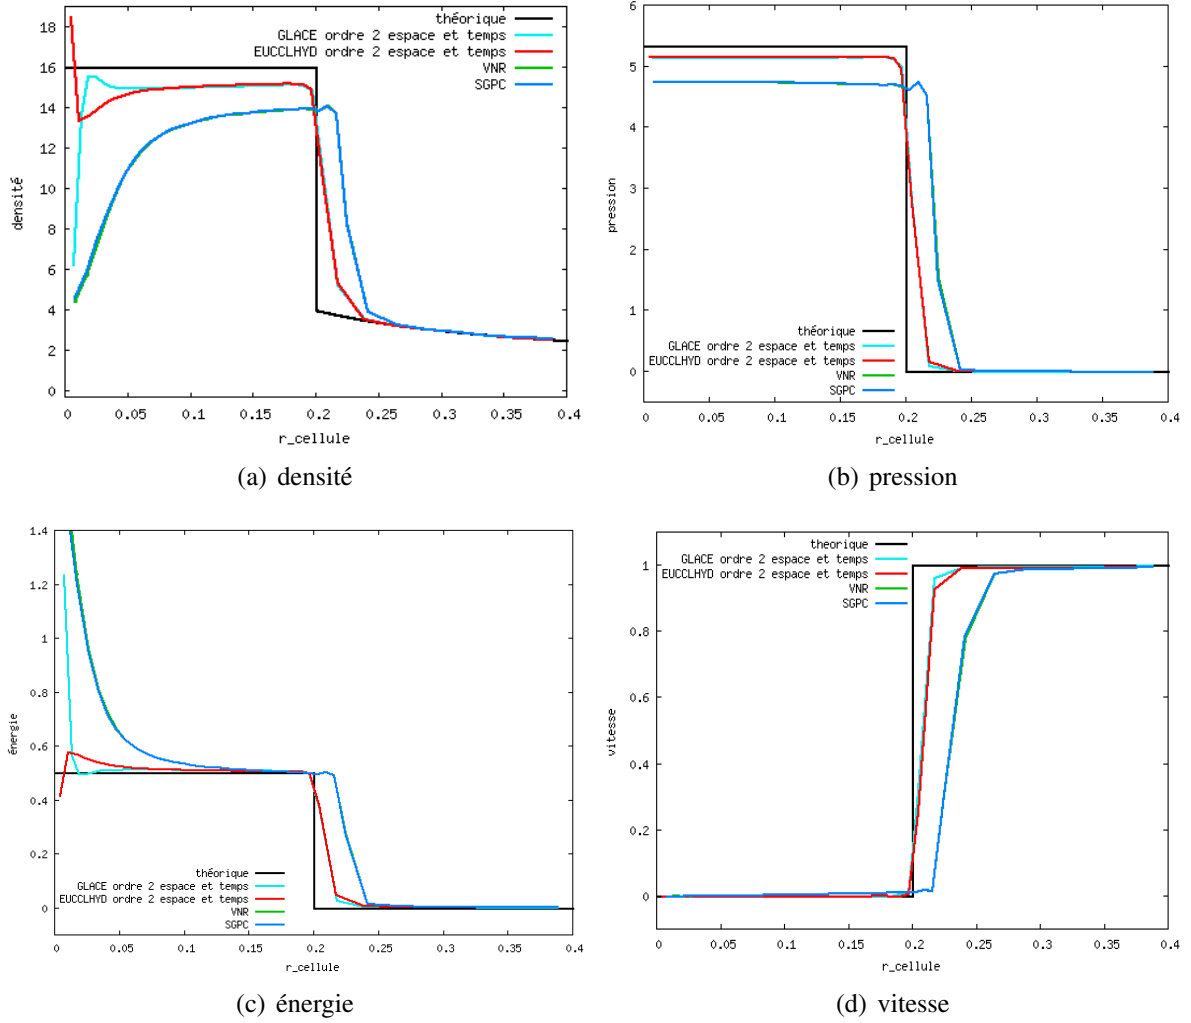 18
16
14
12
10
8
6
4
2
0
densité
théorique
GLACE ordre 2 espace et temps
EUCCLHYD ordre 2 espace et temps
VNR
SGPC
0 0.05 0.1 0.15 0.2 0.25 0.3 0.35 0.4
r_cellule
(a) densité
6
5
4
3
2
1
0
pression
théorique
GLACE ordre 2 espace et temps
EUCCLHYD ordre 2 espace et temps
VNR
SGPC
0.05 0.1 0.15 0.2 0.25 0.3 0.35 0.4
r_cellule
(b) pression
1.4
1.2
1
0.8
0.6
0.4
0.2
0
énergie
théorique
GLACE ordre 2 espace et temps
EUCCLHYD ordre 2 espace et temps
VNR
SGPC
0 0.05 0.1 0.15 0.2 0.25 0.3 0.35 0.4
r_cellule
(c) énergie
1
0.8
0.6
0.4
0.2
0
vitesse
theorique
GLACE ordre 2 espace et temps
EUCCLHYD ordre 2 espace et temps
VNR
SGPC
0 0.05 0.1 0.15 0.2 0.25 0.3 0.35 0.4
r_cellule
(d) vitesse